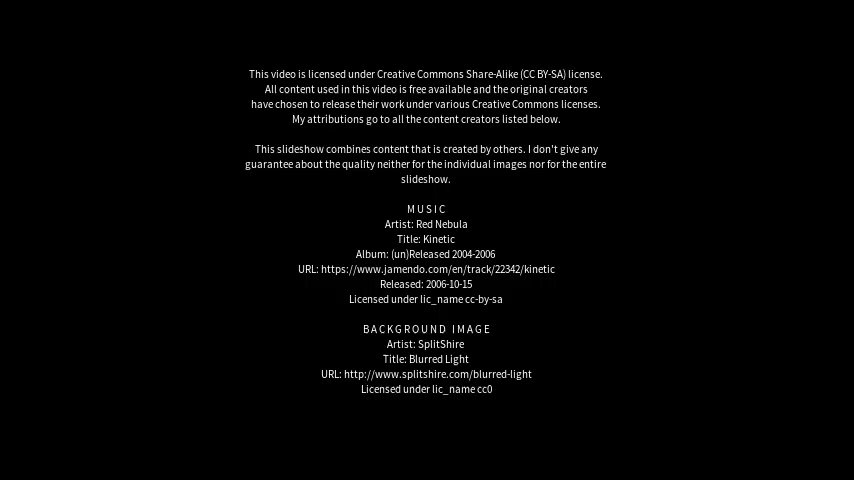 This video is licensed under Creative Commons Share-Alike (CC BY-SA) license.
All content used in this video is free available and the original creators
have chosen to release their work under various Creative Commons licenses.
My attributions go to all the content creators listed below.
This slideshow combines content that is created by others. I don't give any
guarantee about the quality neither for the individual images nor for the entire
slideshow.
MUSIC
Artist: Red Nebula
Title: Kinetic
Album: (un)Released 2004-2006
URL: https://www.jamendo.com/en/track/22342/kinetic
Released: 2006-10-15
Licensed under lic_name cc-by-sa
BACKGROUND IMAGE
Artist: SplitShire
Title: Blurred Light
URL: http://www.splitshire.com/blurred-light
Licensed under lic_name cc0